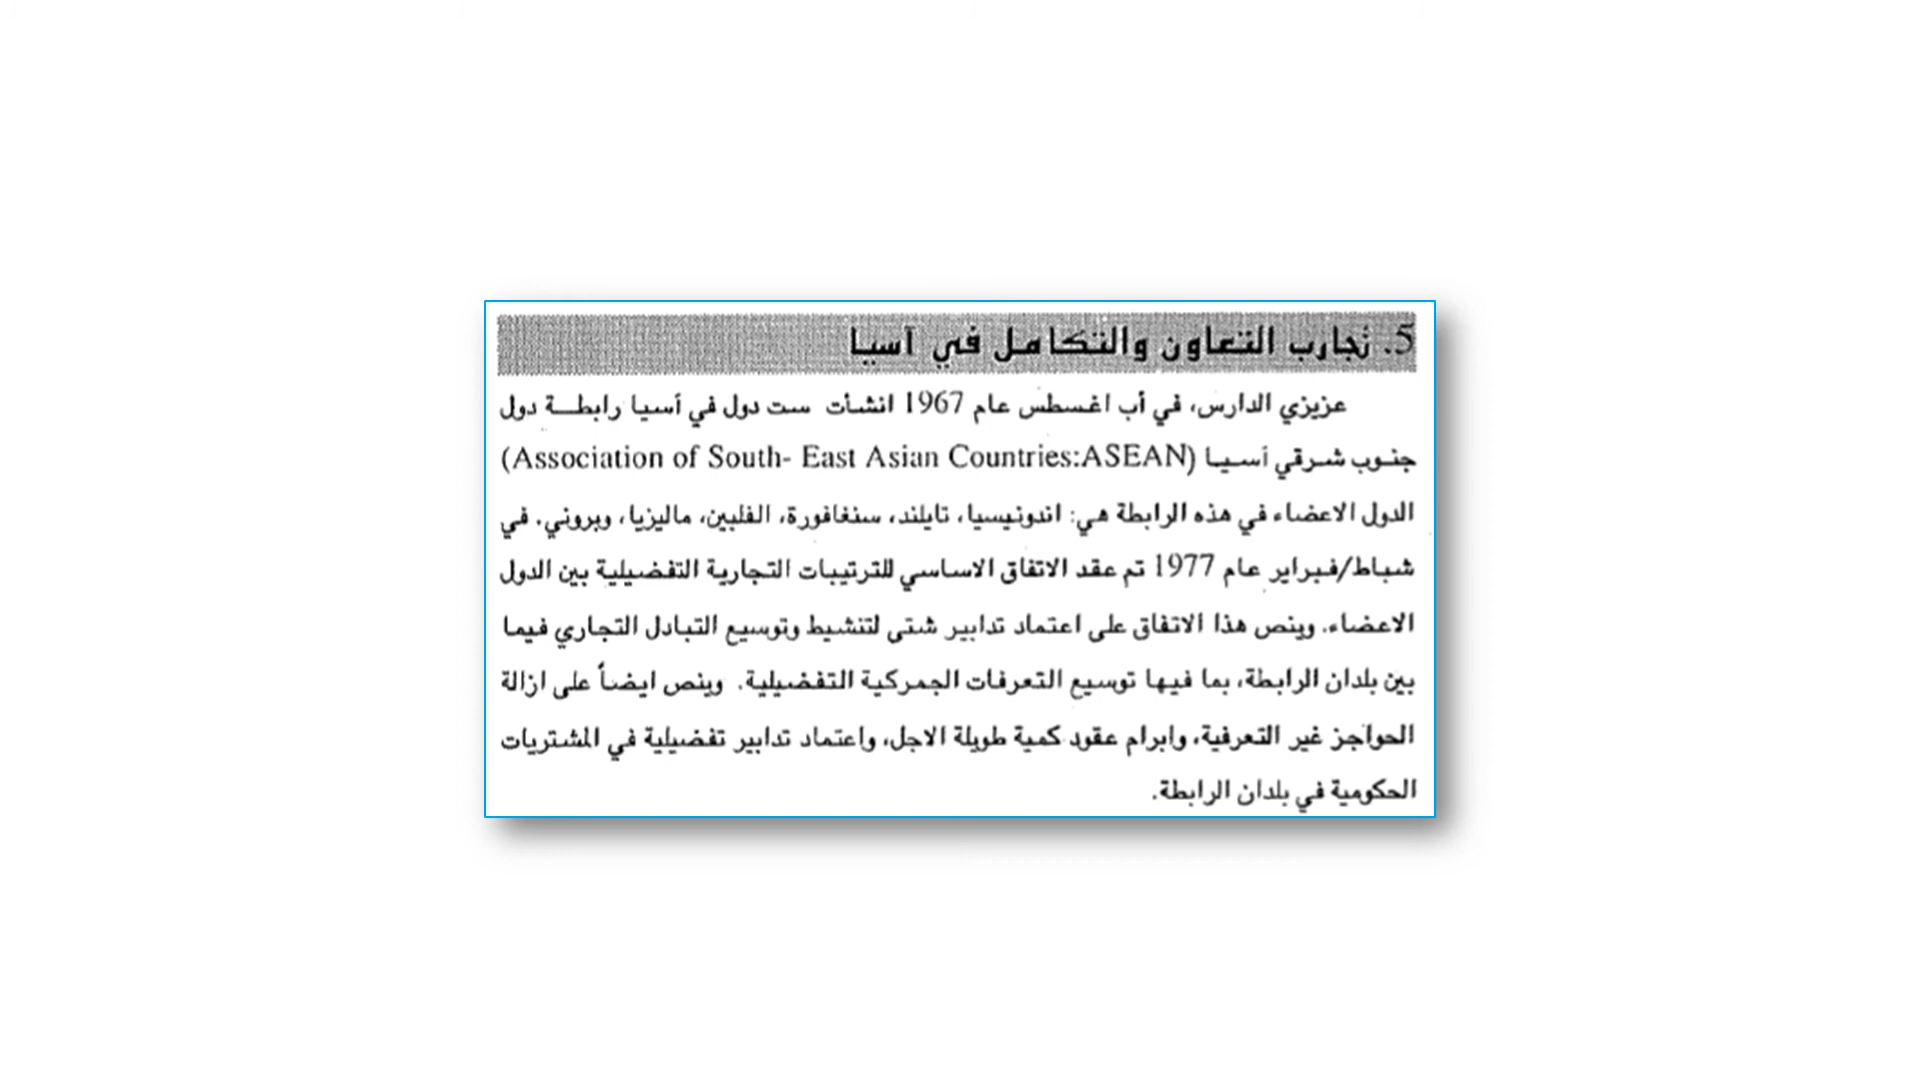 5. تجارب التعاون والتكامل في آسيا
عزيزي الدارس، في أب اغسطس عام 1967 انشأت ست دول في أسيا رابطة دول
جنوب شرقي أسيا (Association of South- East Asian Countries:ASEAN)
الدول الاعضاء في هذه الرابطة هي: اندونيسيا، تايلند، سنغافورة، الفلبين، ماليزيا، وبروني. في
شباط/فبراير عام 1977 تم عقد الاتفاق الاساسي للترتيبات التجارية التفضيلية بين الدول
الاعضاء. وينص هذا الاتفاق على اعتماد تدابير شتى لتنشيط وتوسيع التبادل التجاري فيما
بين بلدان الرابطة، بما فيها توسيع التعرفات الجمركية التفضيلية. وينص ايضاً على ازالة
الحواجز غير التعرفية، وابرام عقود كمية طويلة الاجل، واعتماد تدابير تفضيلية في المشتريات
الحكومية في بلدان الرابطة.